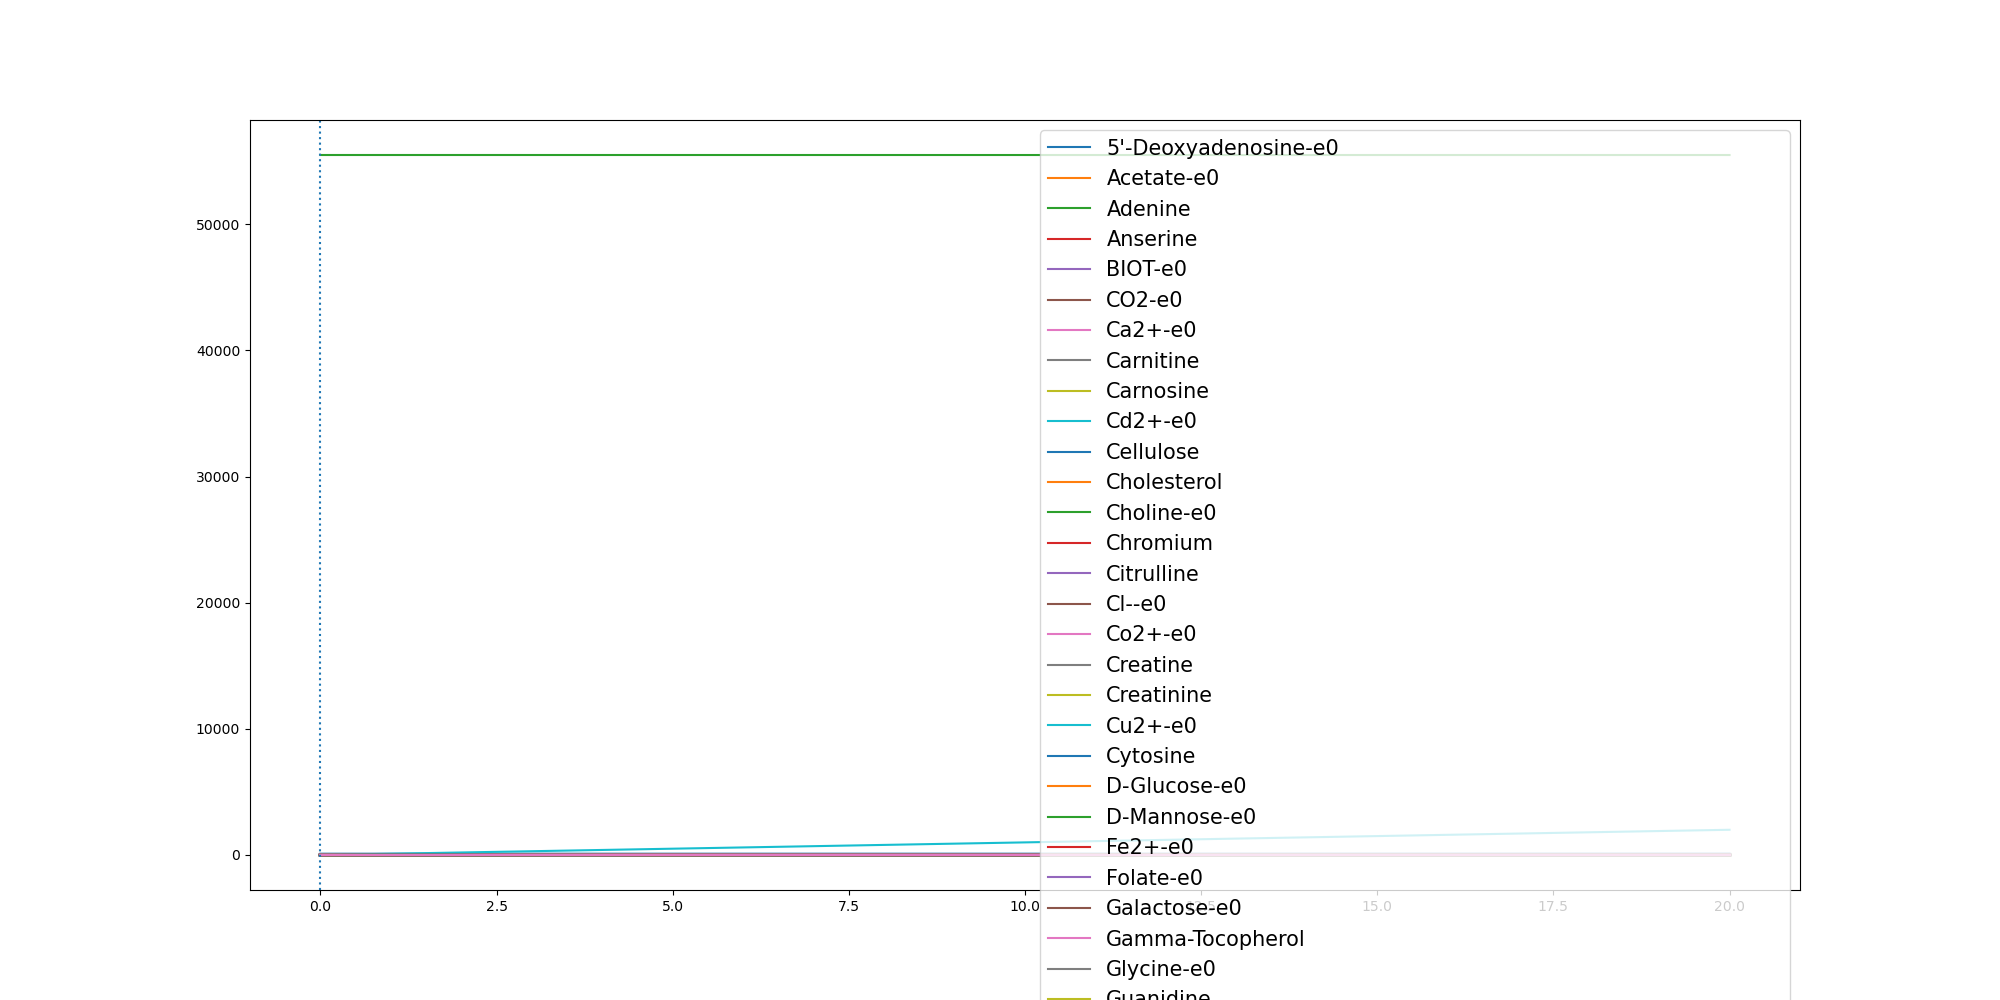 50000
40000
30000
20000
10000
0
0.0 2.5 5.0 7.5 10.0 15.0 17.5 20.0
5'-Deoxyadenosine-e0
Acetate-e0
Adenine
Anserine
BIOT-e0
CO2-e0
Ca2+-e0
Carnitine
Carnosine
Cd2+-e0
Cellulose
Cholesterol
Choline-e0
Chromium
Citrulline
Cl--e0
Co2+-e0
Creatine
Creatinine
Cu2+-e0
Cytosine
D-Glucose-e0
D-Mannose-e0
Fe2+-e0
Folate-e0
Galactose-e0
Gamma-Tocopherol
Glycine-e0
Guanidine